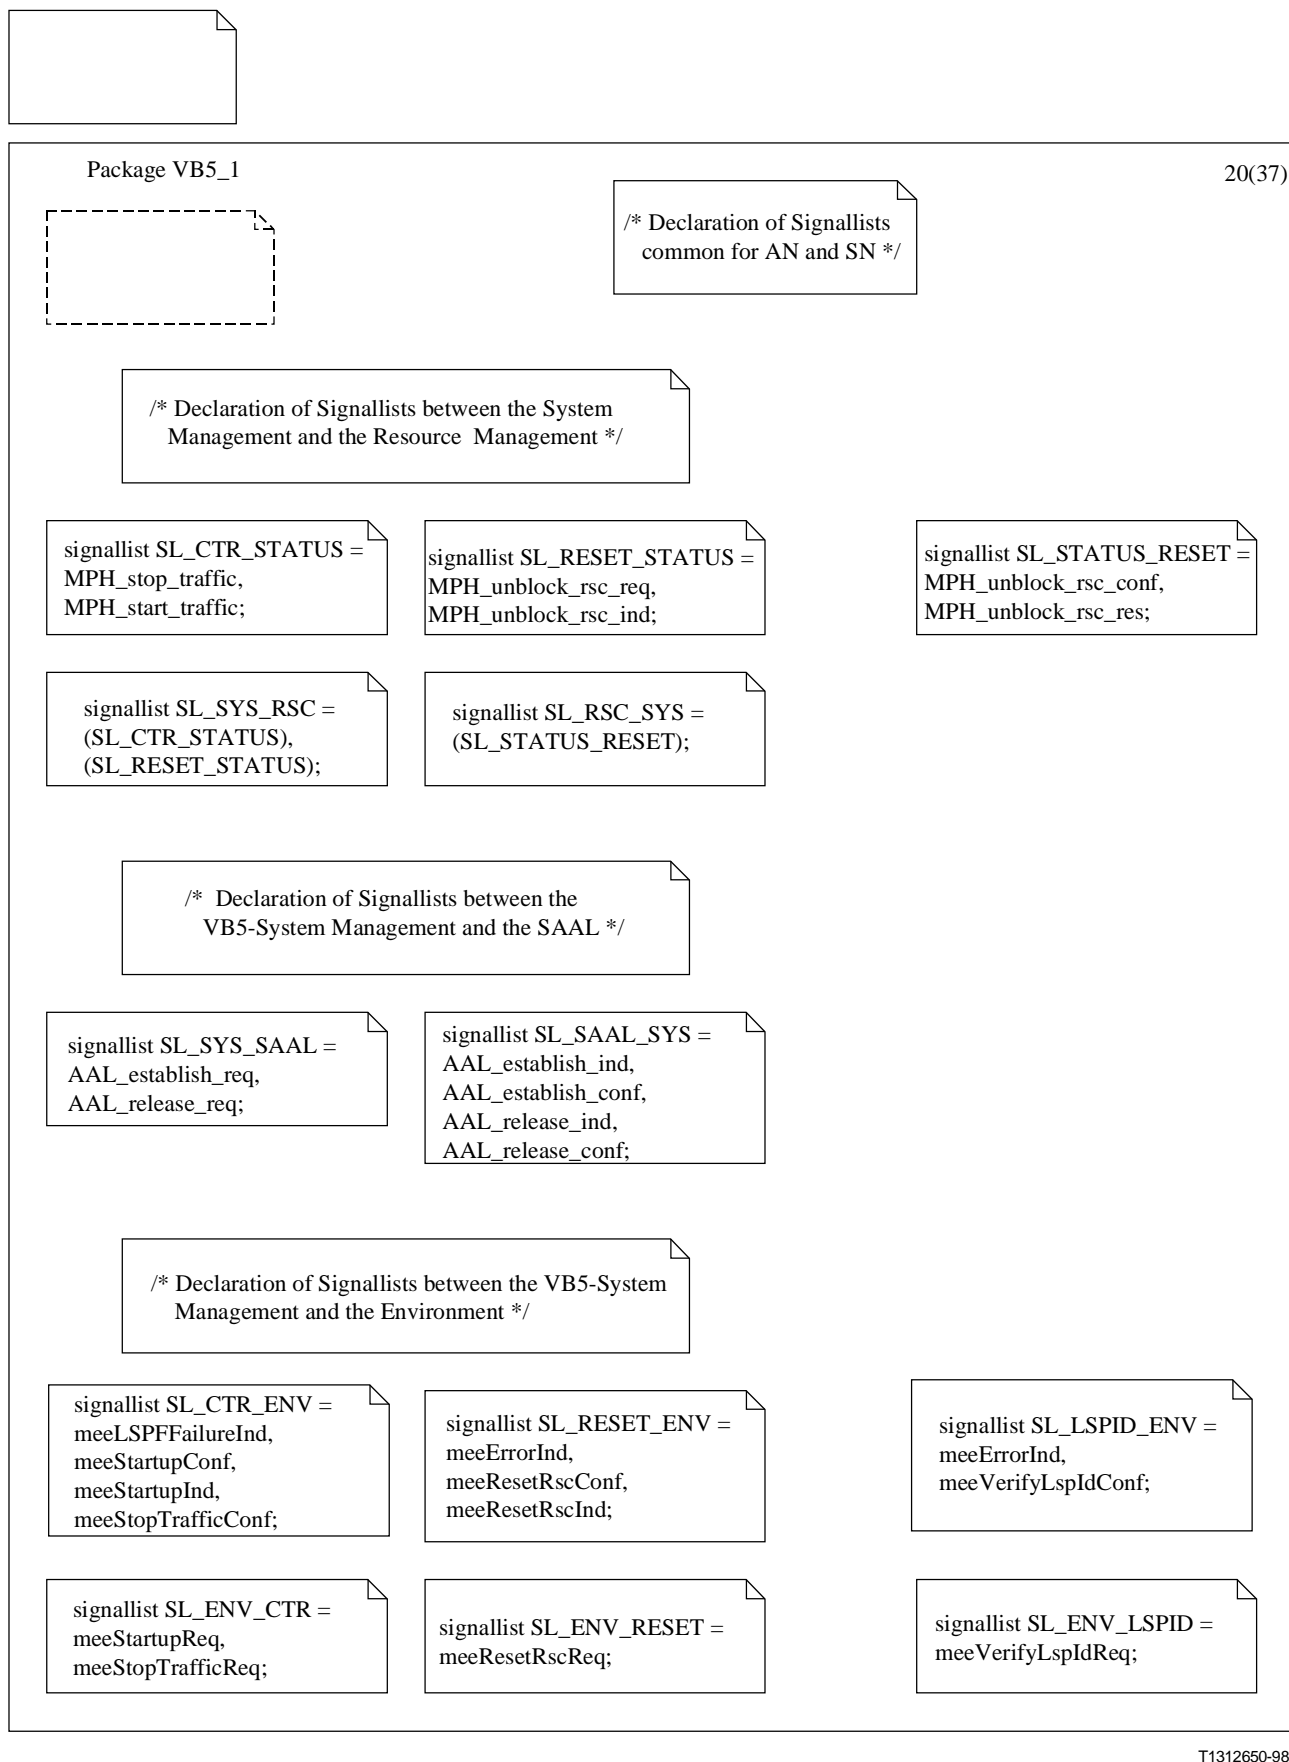 Package VB5_1
20(37)
/* Declaration of Signallists
common for AN and SN */
/* Declaration of Signallists between the System
Management and the Resource  Management */
signallist SL_CTR_STATUS =
MPH_stop_traffic,
MPH_start_traffic;
signallist SL_RESET_STATUS =
MPH_unblock_rsc_req,
MPH_unblock_rsc_ind;
signallist SL_STATUS_RESET =
MPH_unblock_rsc_conf,
MPH_unblock_rsc_res;
signallist SL_SYS_RSC =
(SL_CTR_STATUS),
(SL_RESET_STATUS);
signallist SL_RSC_SYS =
(SL_STATUS_RESET);
/*  Declaration of Signallists between the
VB5-System Management and the SAAL */
signallist SL_SYS_SAAL =
AAL_establish_req,
AAL_release_req;
signallist SL_SAAL_SYS =
AAL_establish_ind,
AAL_establish_conf,
AAL_release_ind,
AAL_release_conf;
/* Declaration of Signallists between the VB5-System
Management and the Environment */
signallist SL_CTR_ENV =
meeLSPFFailureInd,
meeStartupConf,
meeStartupInd,
meeStopTrafficConf;
signallist SL_RESET_ENV =
meeErrorInd,
meeResetRscConf,
meeResetRscInd;
signallist SL_LSPID_ENV =
meeErrorInd,
meeVerifyLspIdConf;
signallist SL_ENV_CTR =
meeStartupReq,
meeStopTrafficReq;
signallist SL_ENV_RESET =
meeResetRscReq;
signallist SL_ENV_LSPID =
meeVerifyLspIdReq;
T1312650-98